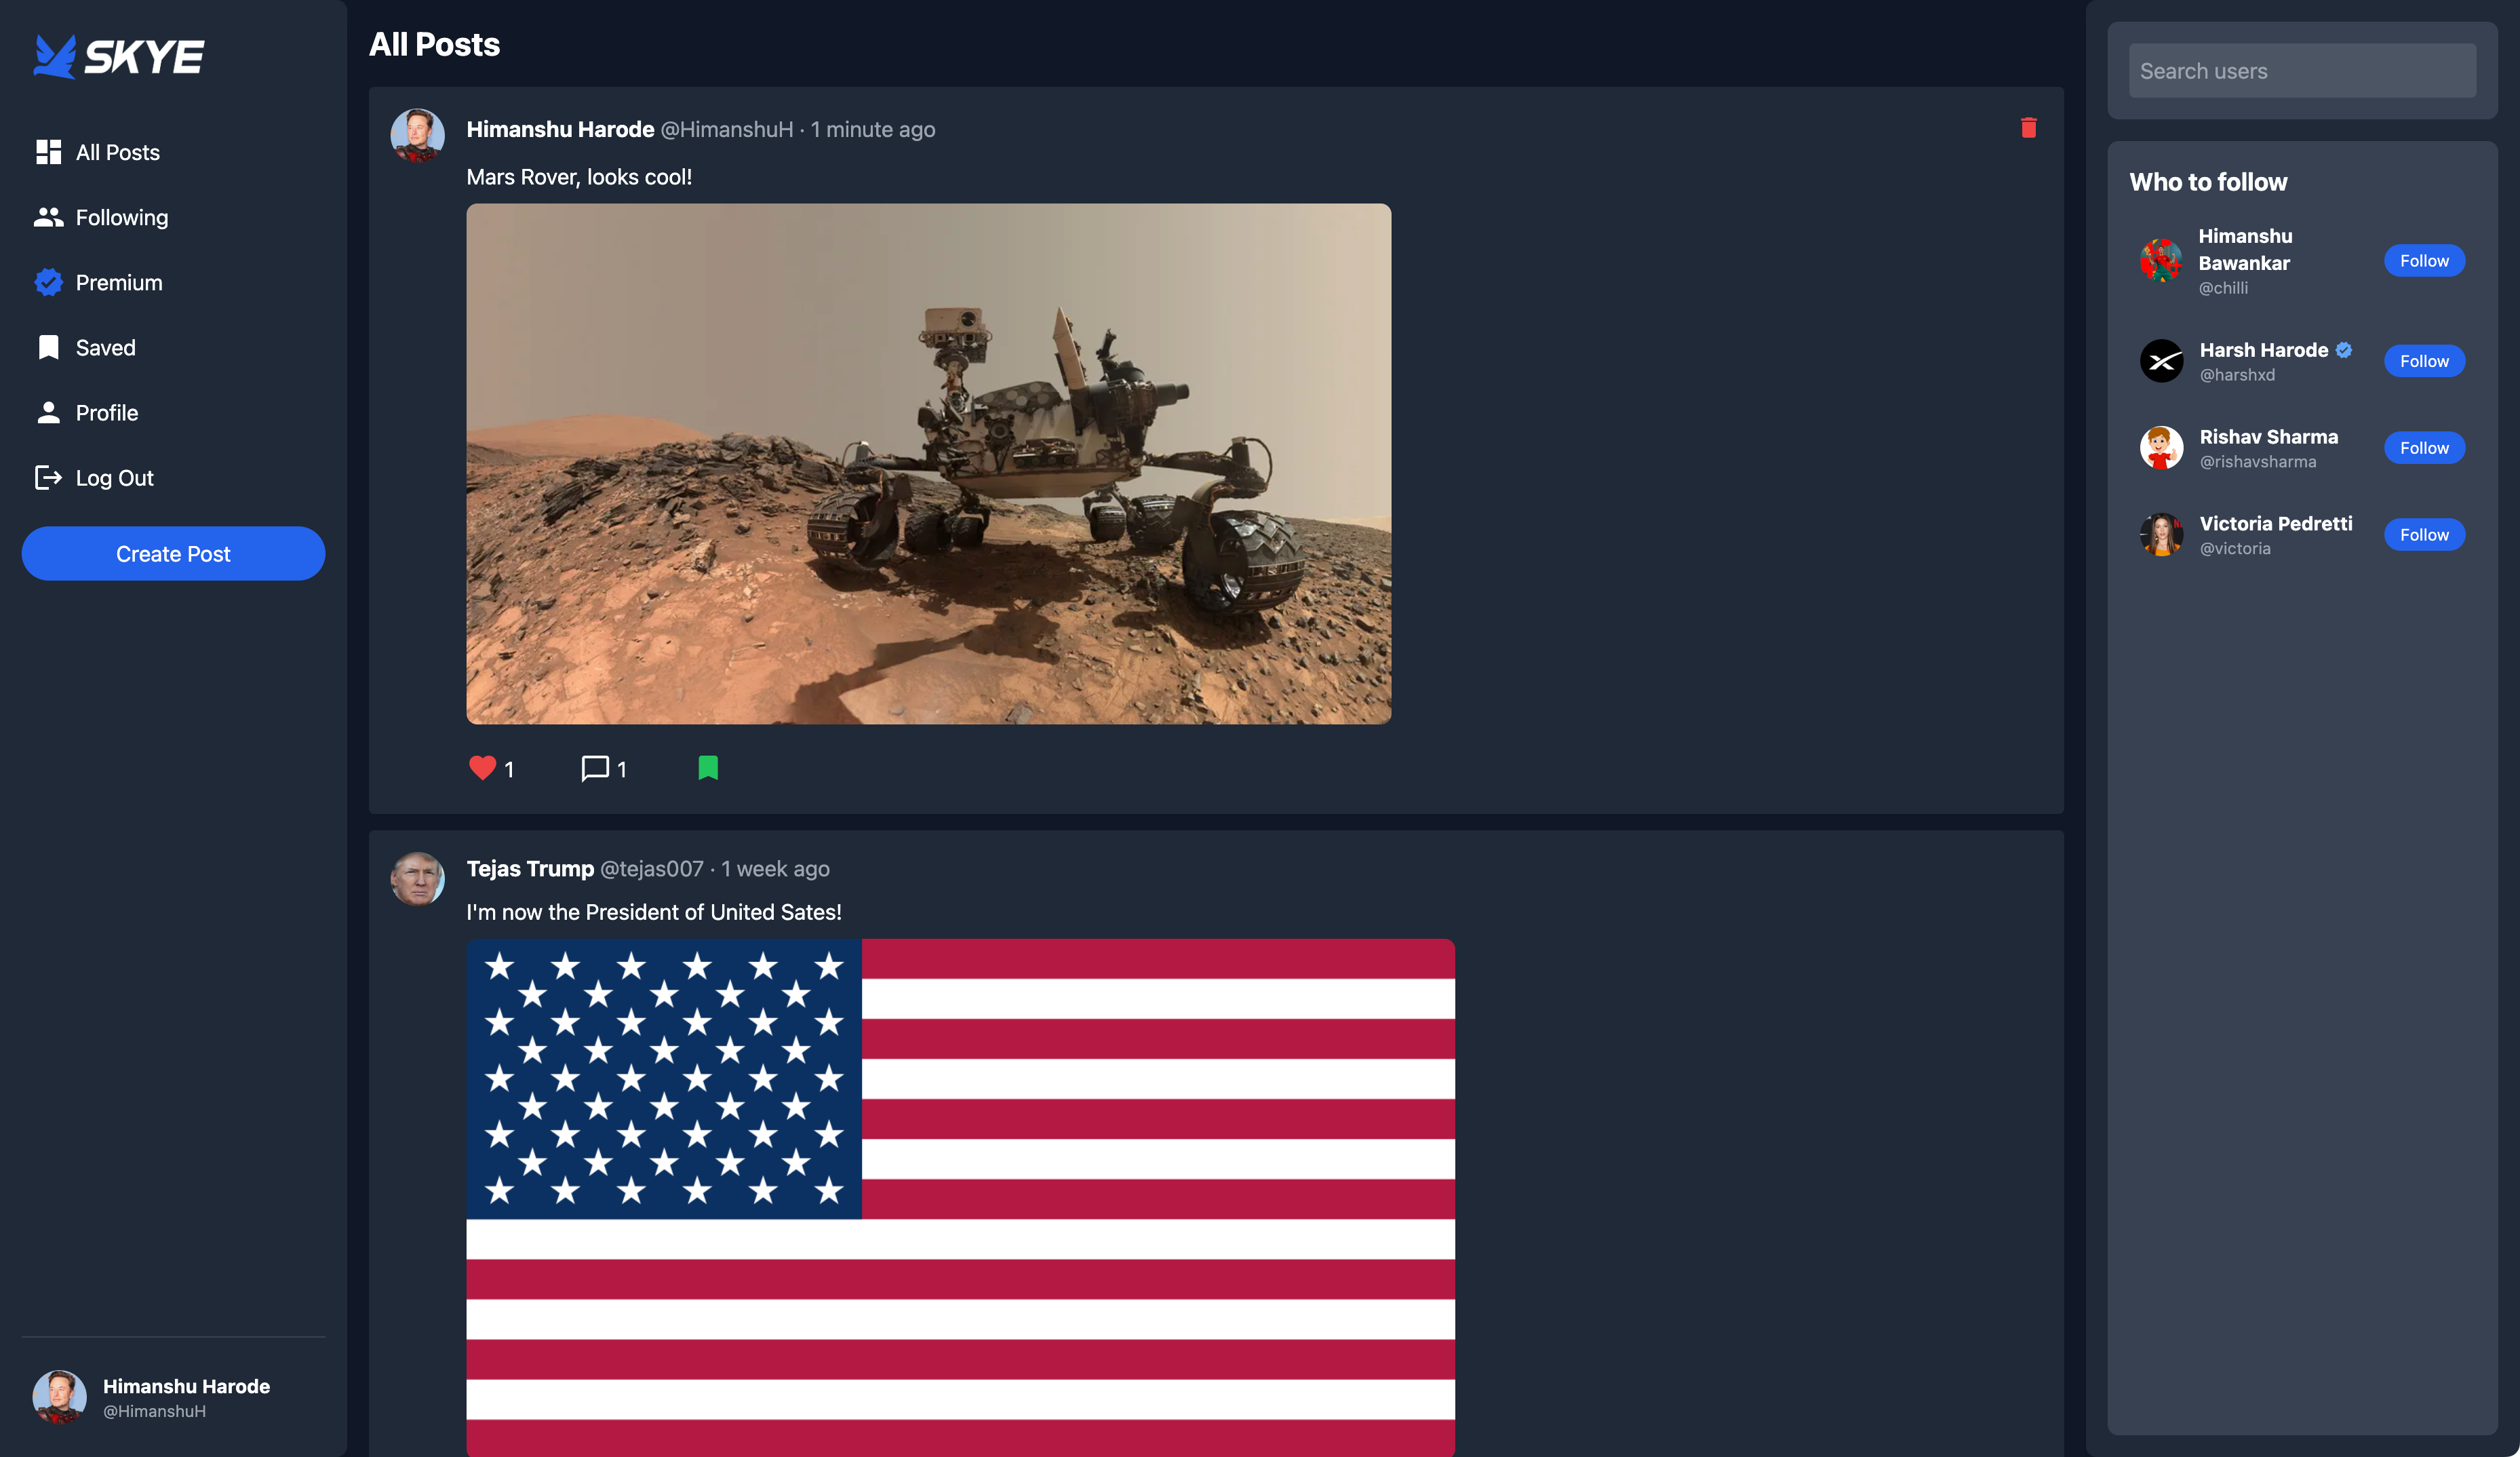 SKYE
All Posts
Following
Premium
Saved
Profile
Log Out
Create Post
Himanshu Harode
@HimanshuH
All Posts
Himanshu Harode @HimanshuH · 1 minute ago
Mars Rover, looks cool!
1 1
Tejas Trump @tejas007 · 1 week ago
I'm now the President of United Sates!
Search users
Who to follow
Himanshu
Bawankar
@chilli
Follow
Harsh Harode
@harshxd
Follow
Rishav Sharma
@rishavsharma
Follow
Victoria Pedretti
@victoria
Follow